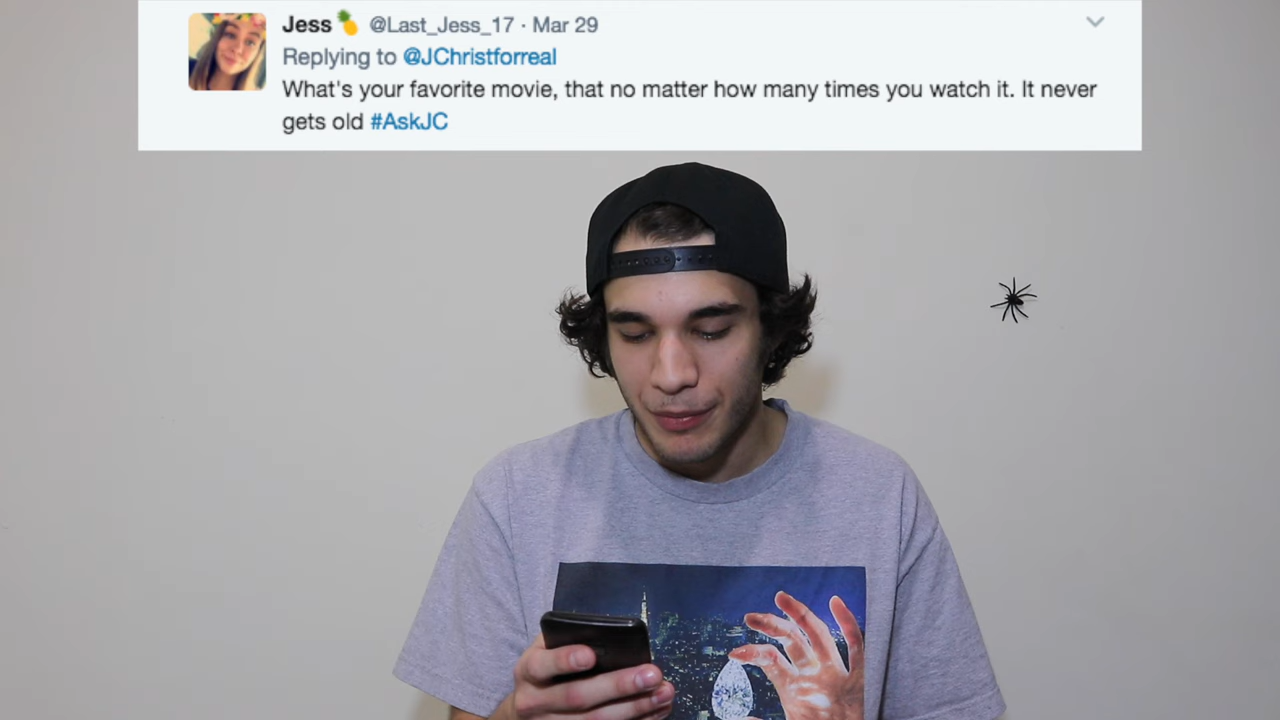 Jess🍍 @Last_Jess_17 · Mar 29
Replying to @JChristforreal
What's your favorite movie, that no matter how many times you watch it. It never
gets old #AskJC